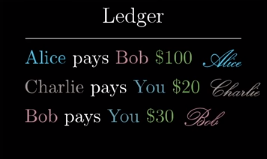 Ledger
Alice pays Bob $100 Alice
Charlie pays You $20 Charlie
Bob pays You $30 Bob